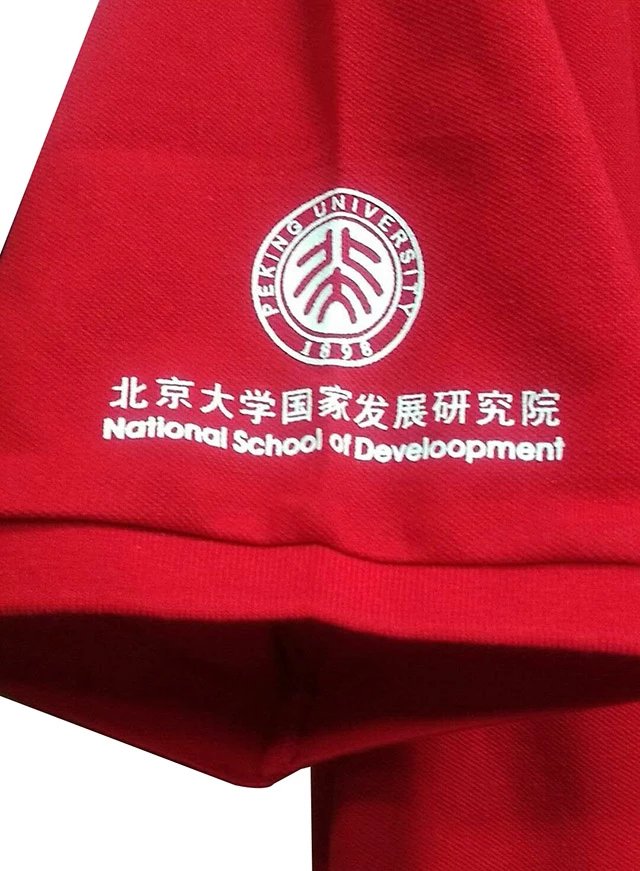 PEKING UNIVERSITY
1898
北京大学国家发展研究院
National School of Develoopment